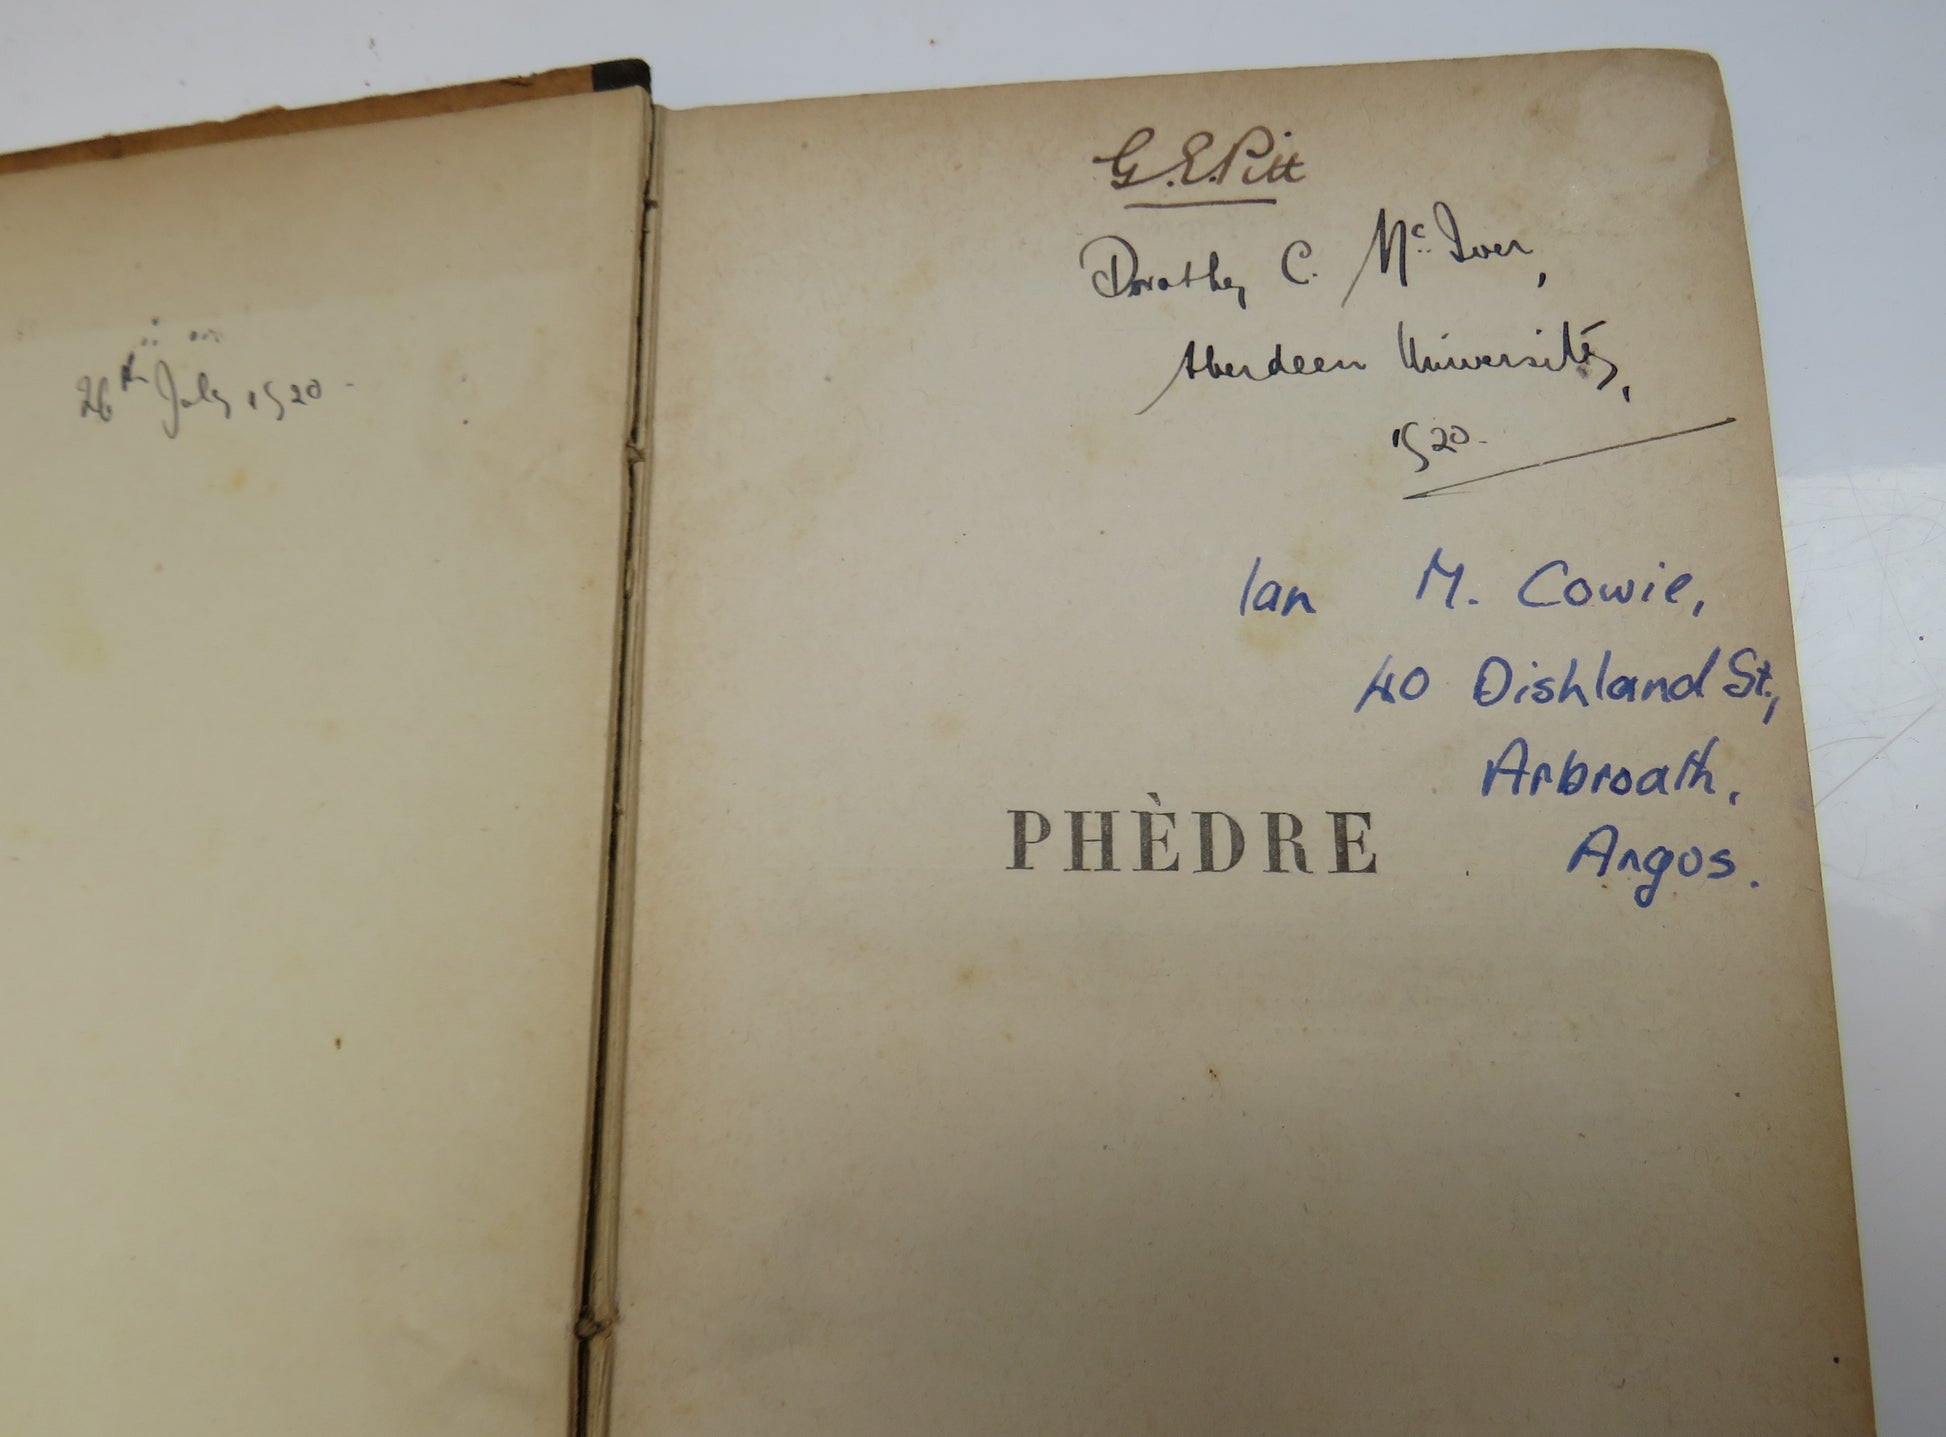 26th July 1920 -
G.E.Pitt
Dorothy C. McIver,
Aberdeen University,
1920.
Ian M. Cowie,
40 Dishland St.,
Arbroath,
Angus.
PHÈDRE